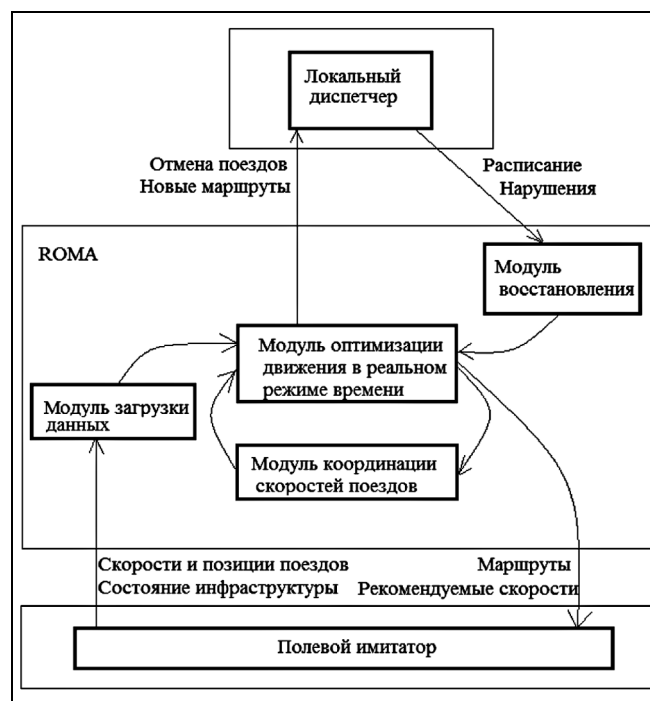 Локальный
диспетчер
Отмена поездов
Новые маршруты
Расписание
Нарушения
ROMA
Модуль
восстановления
Модуль оптимизации
движения в реальном
режиме времени
Модуль загрузки
данных
Модуль координации
скоростей поездов
Скорости и позиции поездов
Состояние инфраструктуры
Маршруты
Рекомендуемые скорости
Полевой имитатор